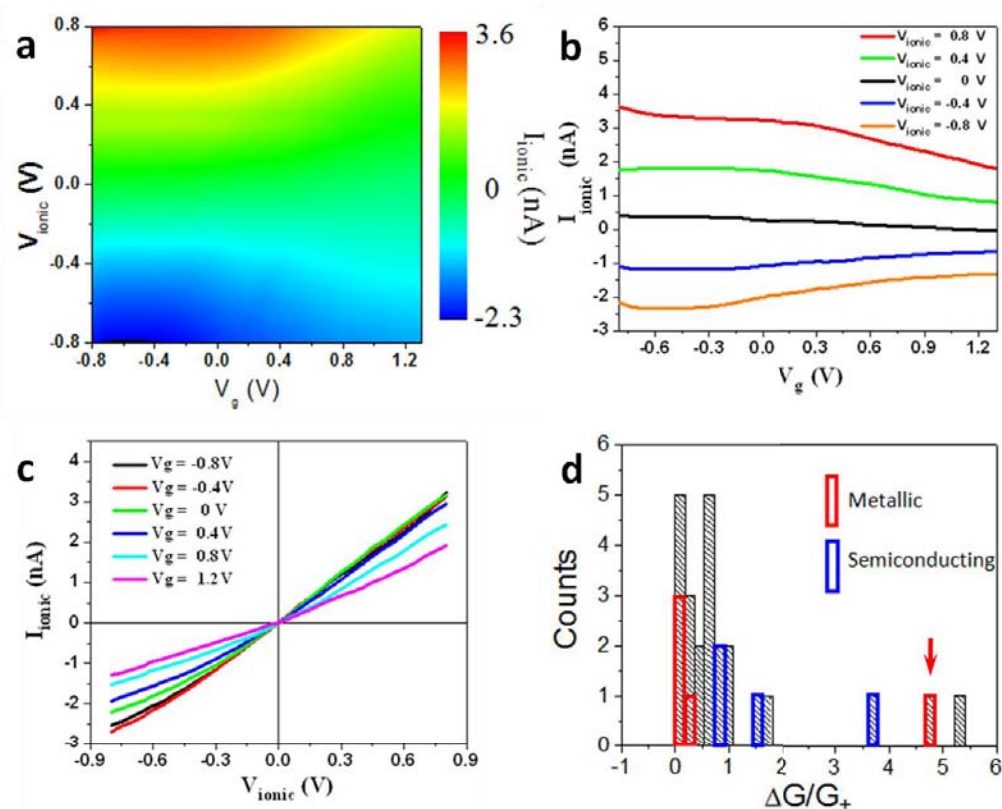 a
0.8
0.4
0.0
-0.4
-0.8
-0.8 -0.4 0.0 0.4 0.8 1.2
V_ionic (V)
V_g (V)
3.6
0
-2.3
I_ionic (nA)
b
6
5
4
3
2
1
0
-1
-2
-3
-0.6 -0.3 0.0 0.3 0.6 0.9 1.2
I_ionic (nA)
V_g (V)
V_ionic = 0.8 V
V_ionic = 0.4 V
V_ionic = 0 V
V_ionic = -0.4 V
V_ionic = -0.8 V
c
4
3
2
1
0
-1
-2
-3
-0.9 -0.6 -0.3 0.0 0.3 0.6 0.9
I_ionic (nA)
V_ionic (V)
Vg = -0.8V
Vg = -0.4V
Vg = 0 V
Vg = 0.4V
Vg = 0.8 V
Vg = 1.2 V
d
6
5
4
3
2
1
0
-1 0 1 2 3 4 5 6
Counts
ΔG/G₊
Metallic
Semiconducting